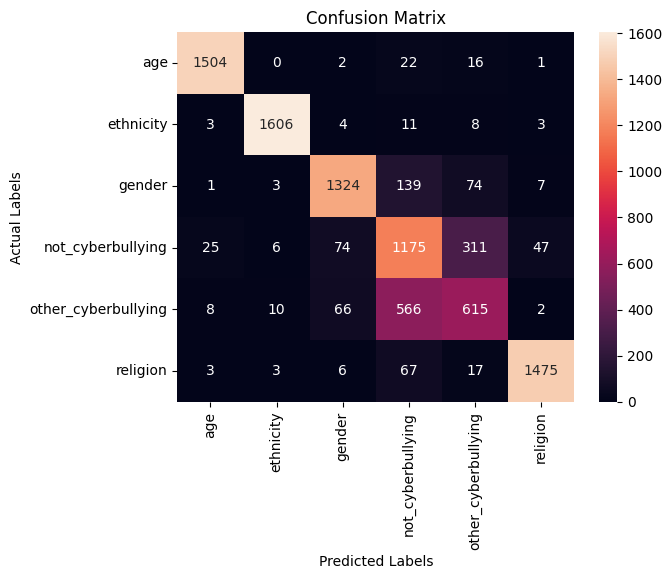 Confusion Matrix
Actual Labels
age 1504 0 2 22 16 1
ethnicity 3 1606 4 11 8 3
gender 1 3 1324 139 74 7
not_cyberbullying 25 6 74 1175 311 47
other_cyberbullying 8 10 66 566 615 2
religion 3 3 6 67 17 1475
age ethnicity gender not_cyberbullying other_cyberbullying religion
Predicted Labels
1600
1400
1200
1000
800
600
400
200
0